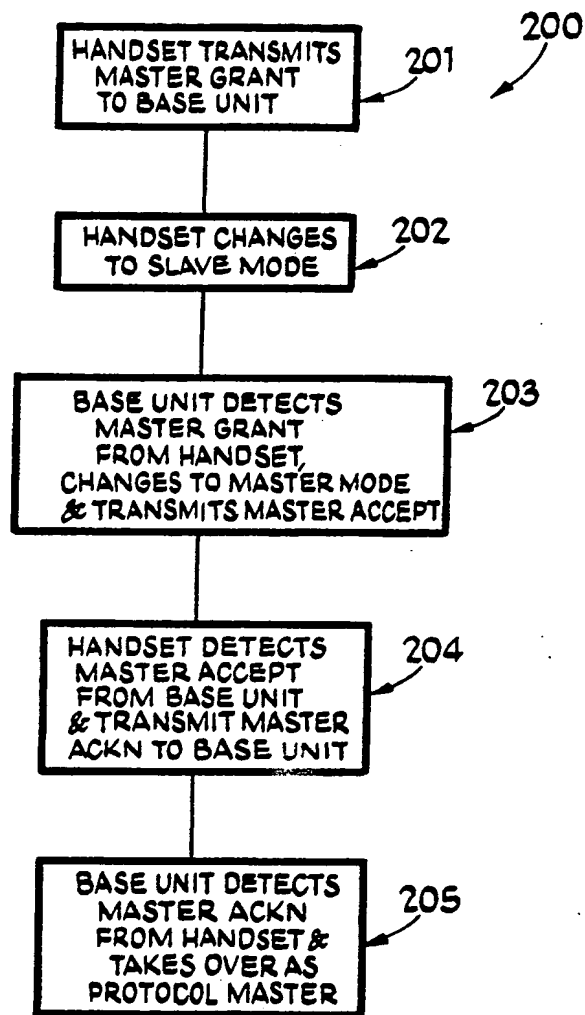 HANDSET TRANSMITS
MASTER GRANT
TO BASE UNIT
201
200
HANDSET CHANGES
TO SLAVE MODE
202
BASE UNIT DETECTS
MASTER GRANT
FROM HANDSET,
CHANGES TO MASTER MODE
& TRANSMITS MASTER ACCEPT
203
HANDSET DETECTS
MASTER ACCEPT
FROM BASE UNIT
& TRANSMIT MASTER
ACKN TO BASE UNIT
204
BASE UNIT DETECTS
MASTER ACKN
FROM HANDSET &
TAKES OVER AS
PROTOCOL MASTER
205